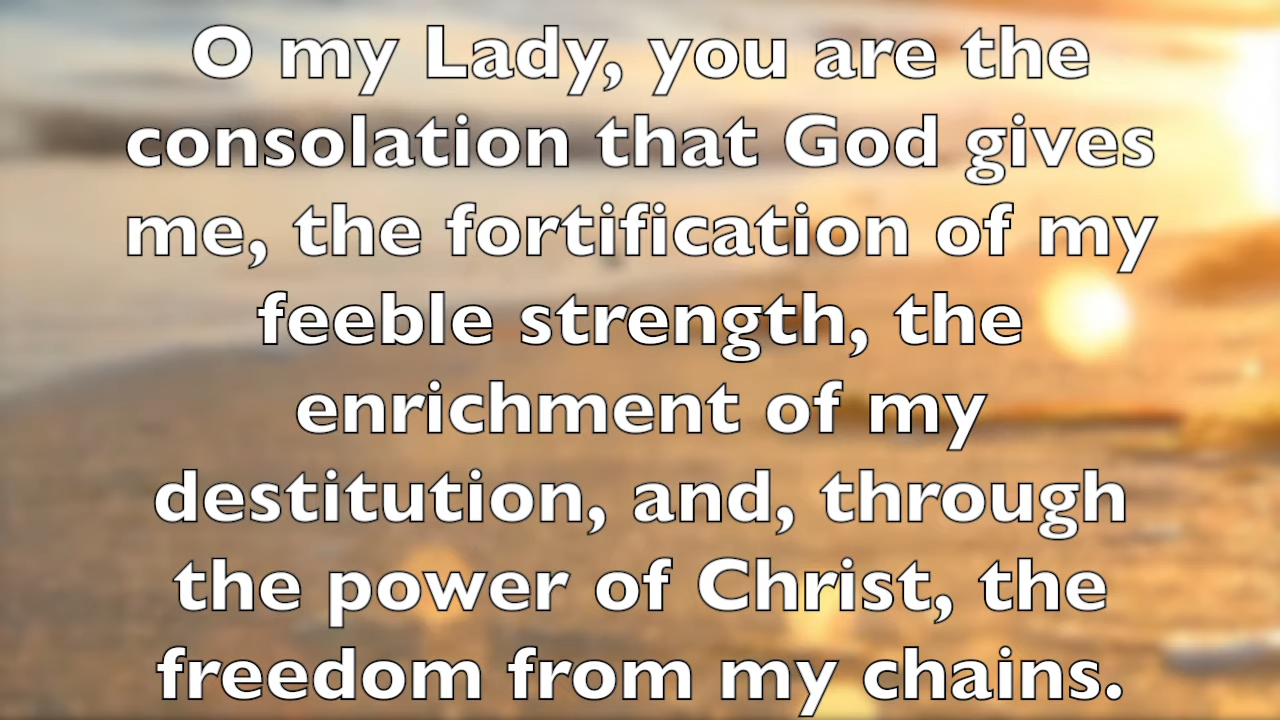 O my Lady, you are the
consolation that God gives
me, the fortification of my
feeble strength, the
enrichment of my
destitution, and, through
the power of Christ, the
freedom from my chains.